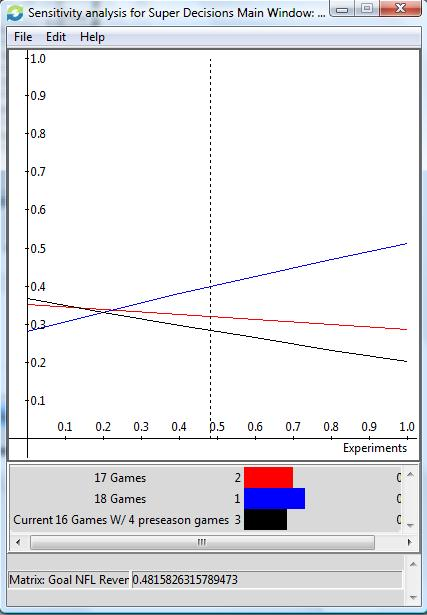 Sensitivity analysis for Super Decisions Main Window: ...
File Edit Help
1.0
0.9
0.8
0.7
0.6
0.5
0.4
0.3
0.2
0.1
0.1 0.2 0.3 0.4 0.5 0.6 0.7 0.8 0.9 1.0
Experiments
17 Games 2
18 Games 1
Current 16 Games W/ 4 preseason games 3
Matrix: Goal NFL Rever 0.4815826315789473